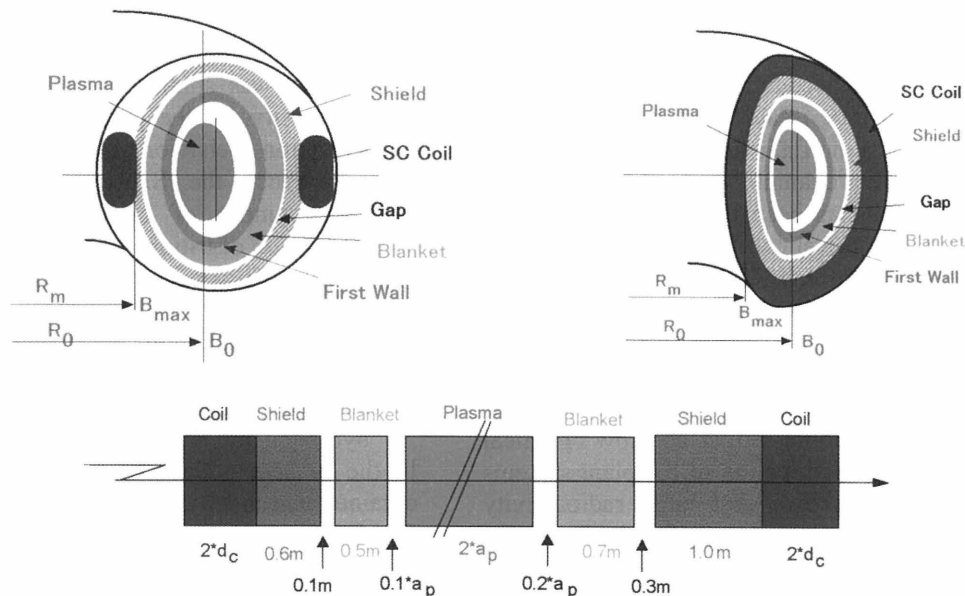 Plasma
Shield
SC Coil
Gap
Blanket
First Wall
R_m
B_max
R_0
B_0
Plasma
SC Coil
Shield
Gap
Blanket
First Wall
R_m
B_max
R_0
B_0
Coil Shield Blanket Plasma Blanket Shield Coil
2*d_c 0.6m 0.5m 2*a_p 0.7m 1.0m 2*d_c
0.1m 0.1*a_p 0.2*a_p 0.3m